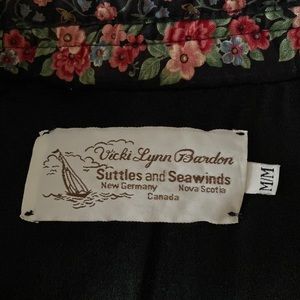 Vicki Lynn Bardon
Suttles and Seawinds
New Germany Nova Scotia
Canada
M/M